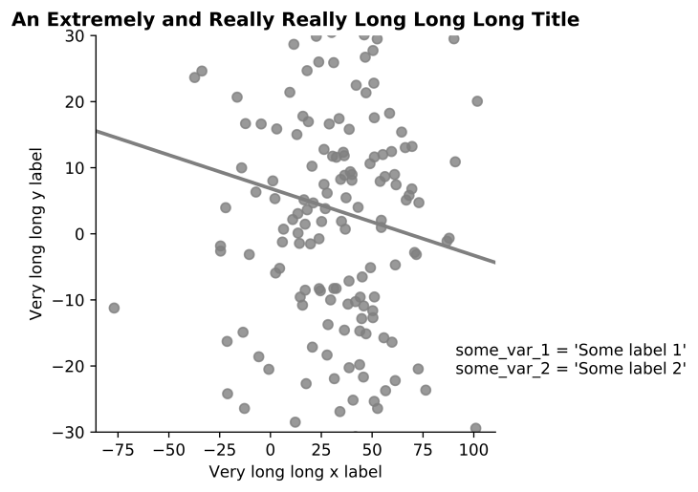 An Extremely and Really Really Long Long Long Title
30
20
10
0
−10
−20
−30
Very long long y label
some_var_1 = 'Some label 1'
some_var_2 = 'Some label 2'
−75 −50 −25 0 25 50 75 100
Very long long x label